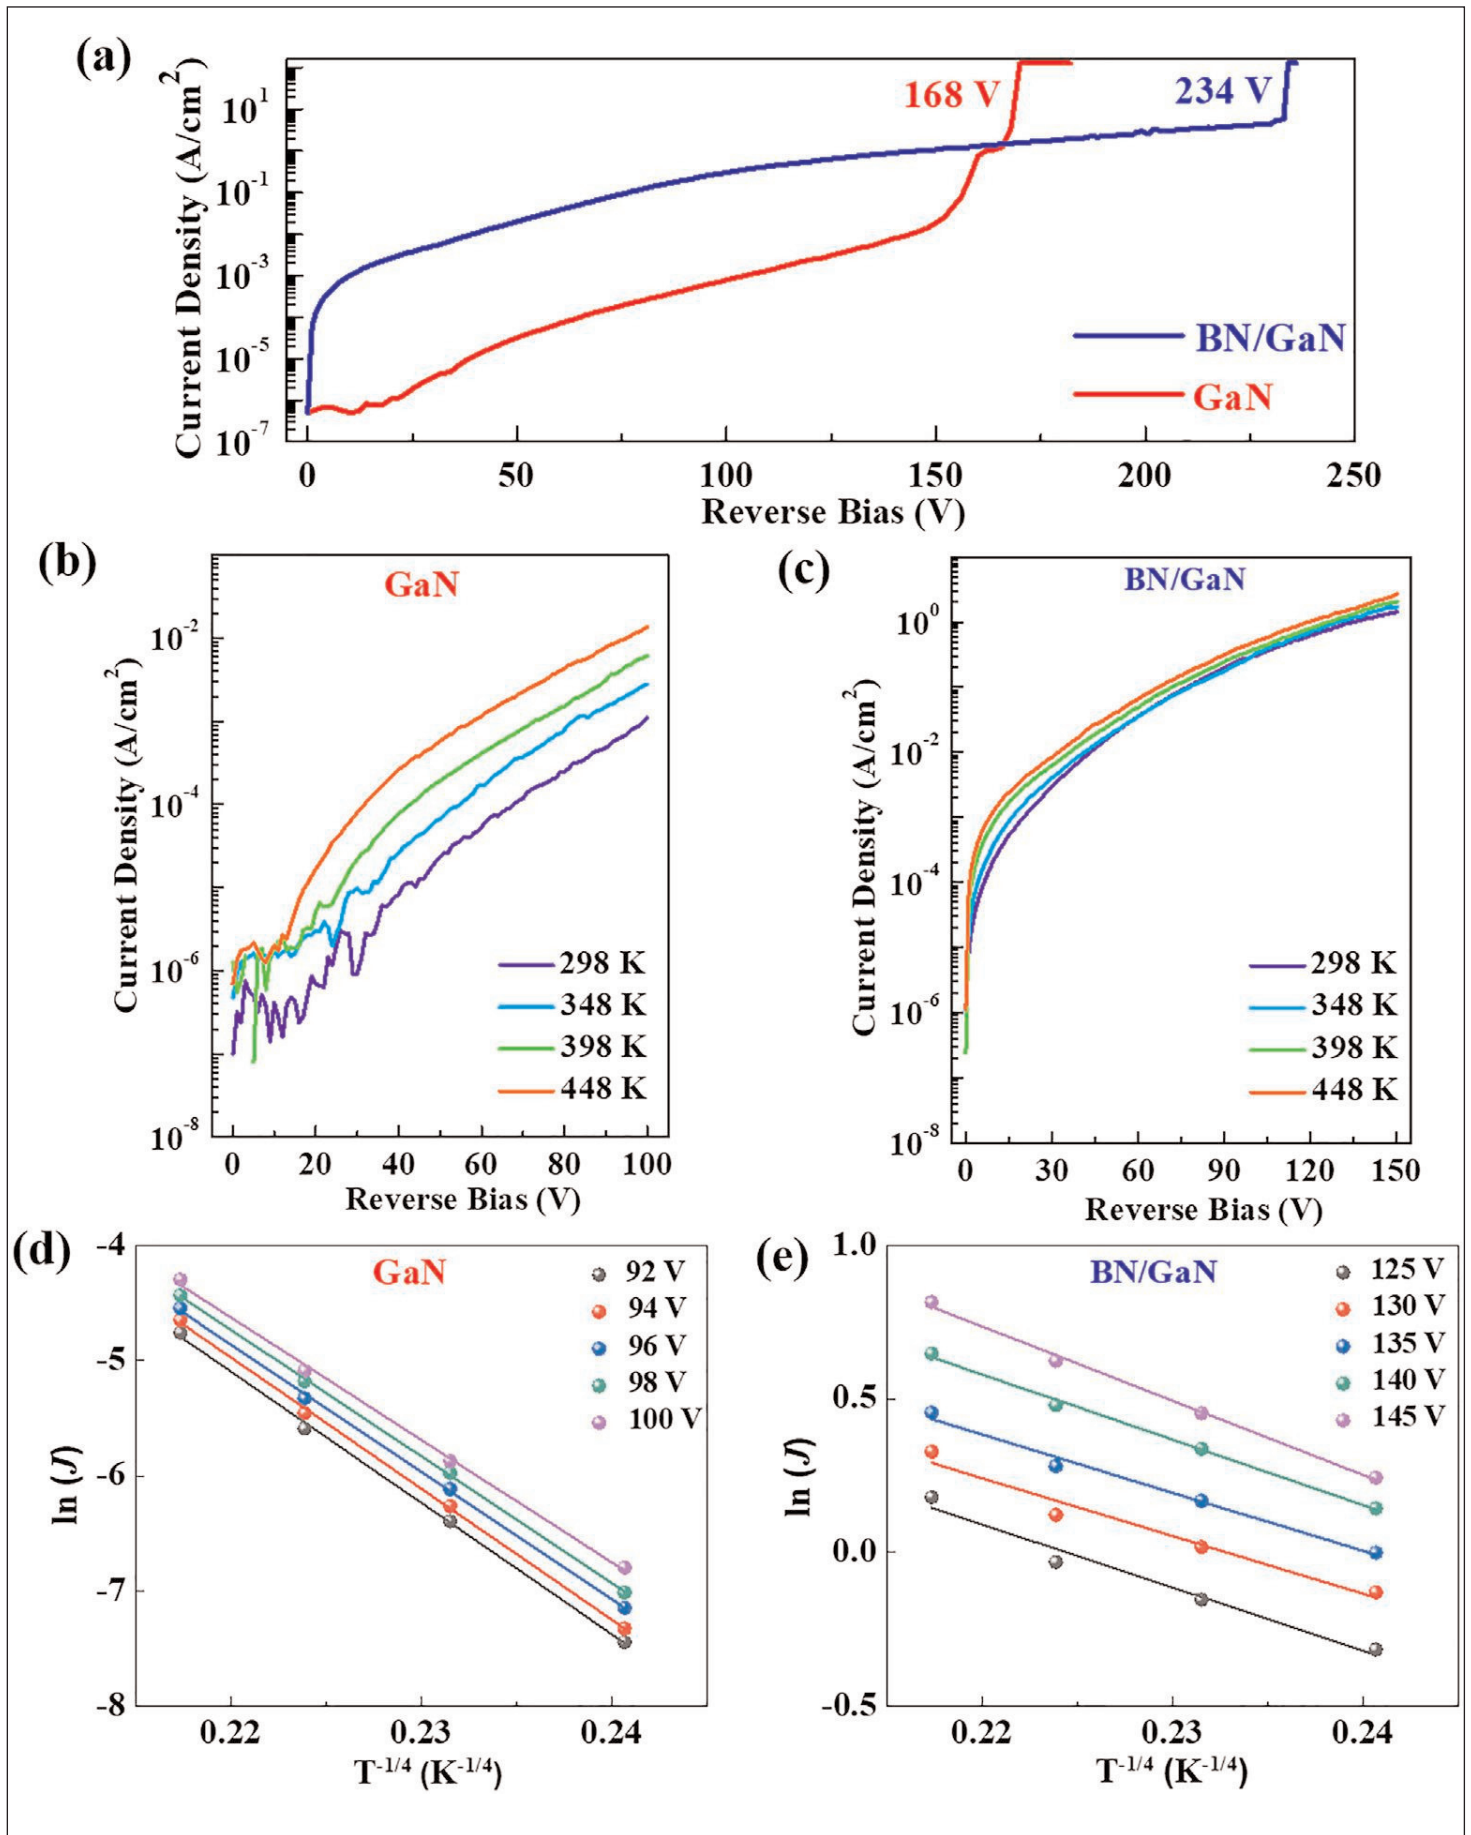 (a)
Current Density (A/cm²)
10¹
10⁻¹
10⁻³
10⁻⁵
10⁻⁷
168 V
234 V
BN/GaN
GaN
0 50 100 150 200 250
Reverse Bias (V)
(b)
GaN
Current Density (A/cm²)
10⁻²
10⁻⁴
10⁻⁶
10⁻⁸
298 K
348 K
398 K
448 K
0 20 40 60 80 100
Reverse Bias (V)
(c)
BN/GaN
Current Density (A/cm²)
10⁰
10⁻²
10⁻⁴
10⁻⁶
10⁻⁸
298 K
348 K
398 K
448 K
0 30 60 90 120 150
Reverse Bias (V)
(d)
GaN
ln (J)
-4
-5
-6
-7
-8
92 V
94 V
96 V
98 V
100 V
0.22 0.23 0.24
T⁻¹/⁴ (K⁻¹/⁴)
(e)
BN/GaN
ln (J)
1.0
0.5
0.0
-0.5
125 V
130 V
135 V
140 V
145 V
0.22 0.23 0.24
T⁻¹/⁴ (K⁻¹/⁴)